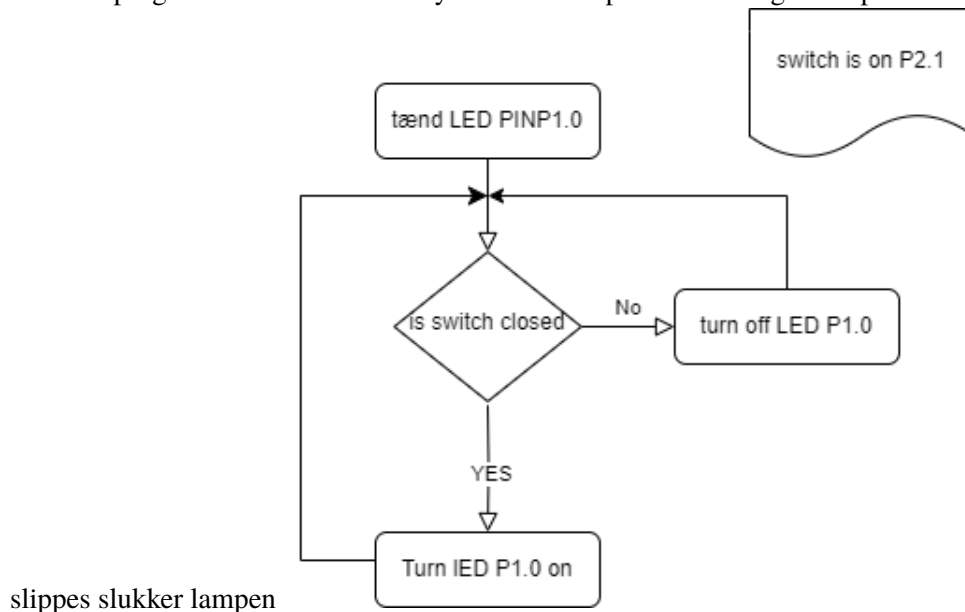 switch is on P2.1
tænd LED PINP1.0
is switch closed
No
turn off LED P1.0
YES
Turn lED P1.0 on
slippes slukker lampen